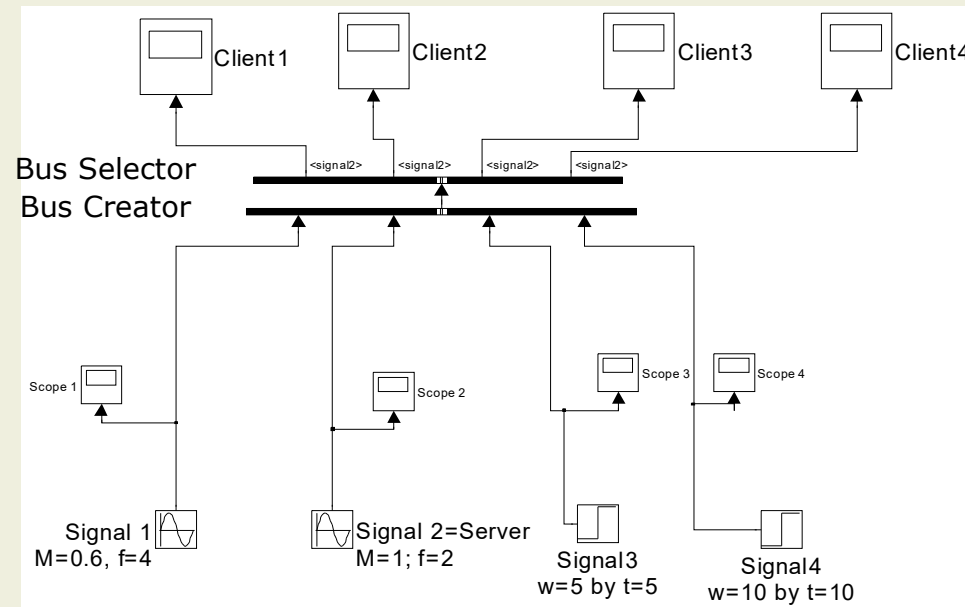 Client1
Client2
Client3
Client4
<signal2>
<signal2>
<signal2>
<signal2>
Bus Selector
Bus Creator
Scope 1
Scope 2
Scope 3
Scope 4
Signal 1
M=0.6, f=4
Signal 2=Server
M=1; f=2
Signal3
w=5 by t=5
Signal4
w=10 by t=10